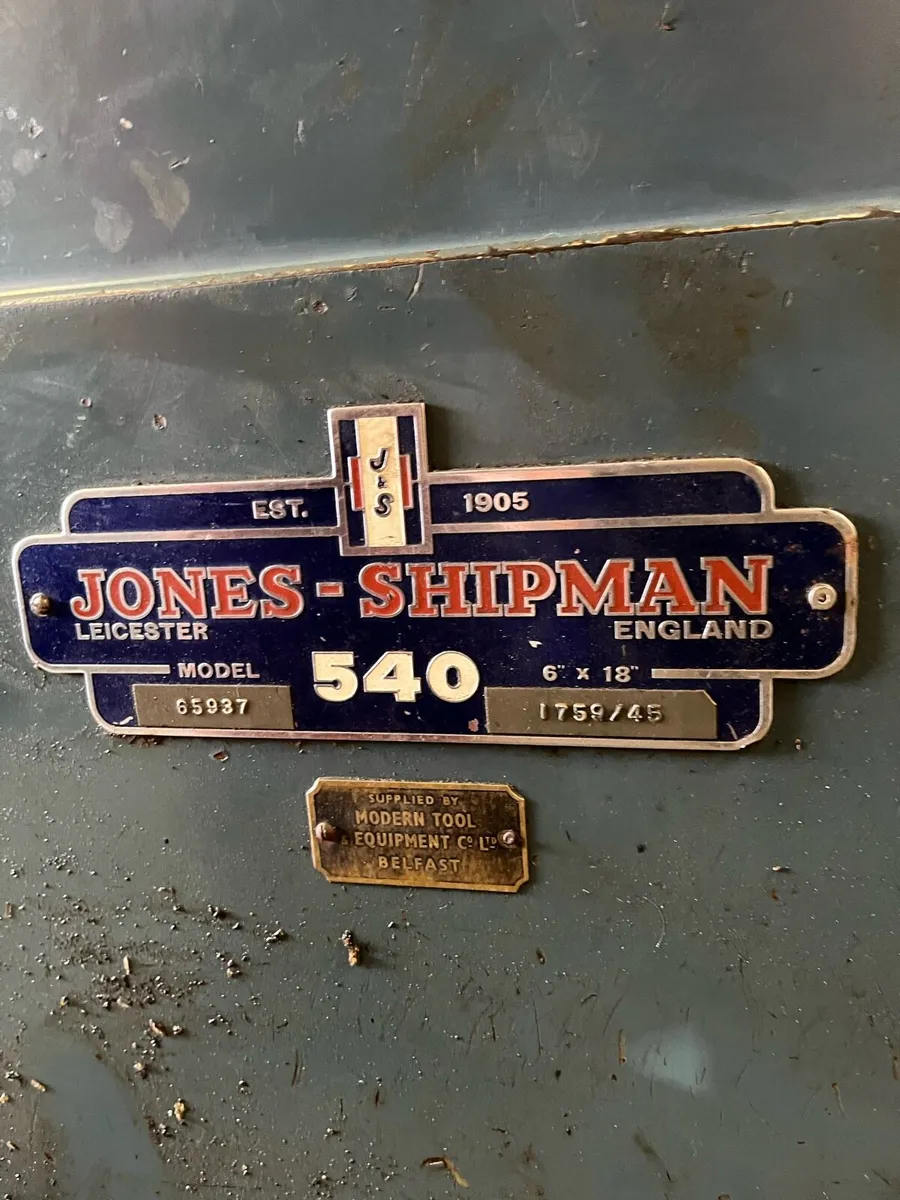 J
&
S
EST. 1905
JONES-SHIPMAN
LEICESTER ENGLAND
MODEL 540 6" x 18"
65937 1759/45
SUPPLIED BY
MODERN TOOL
& EQUIPMENT Co LTD
BELFAST